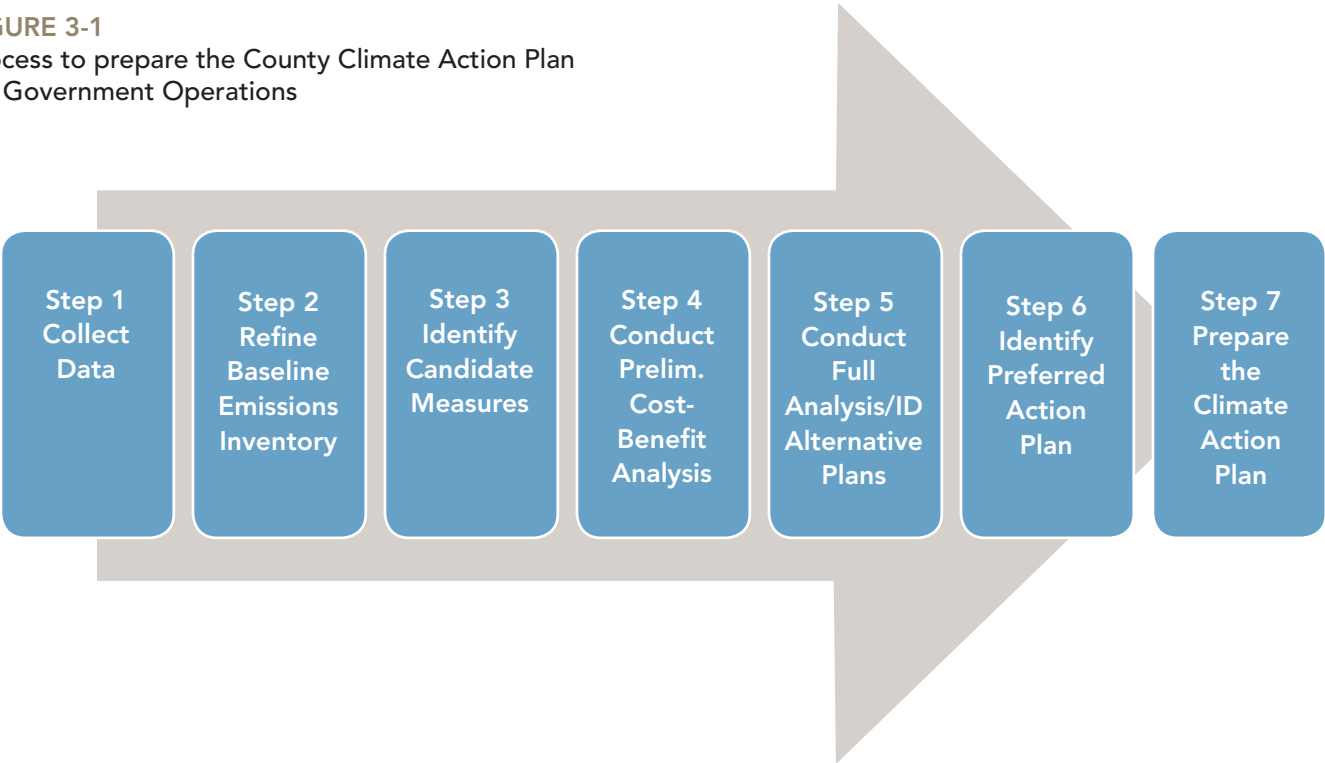 GURE 3-1
ocess to prepare the County Climate Action Plan
Government Operations
Step 1
Collect
Data
Step 2
Refine
Baseline
Emissions
Inventory
Step 3
Identify
Candidate
Measures
Step 4
Conduct
Prelim.
Cost-
Benefit
Analysis
Step 5
Conduct
Full
Analysis/ID
Alternative
Plans
Step 6
Identify
Preferred
Action
Plan
Step 7
Prepare
the
Climate
Action
Plan